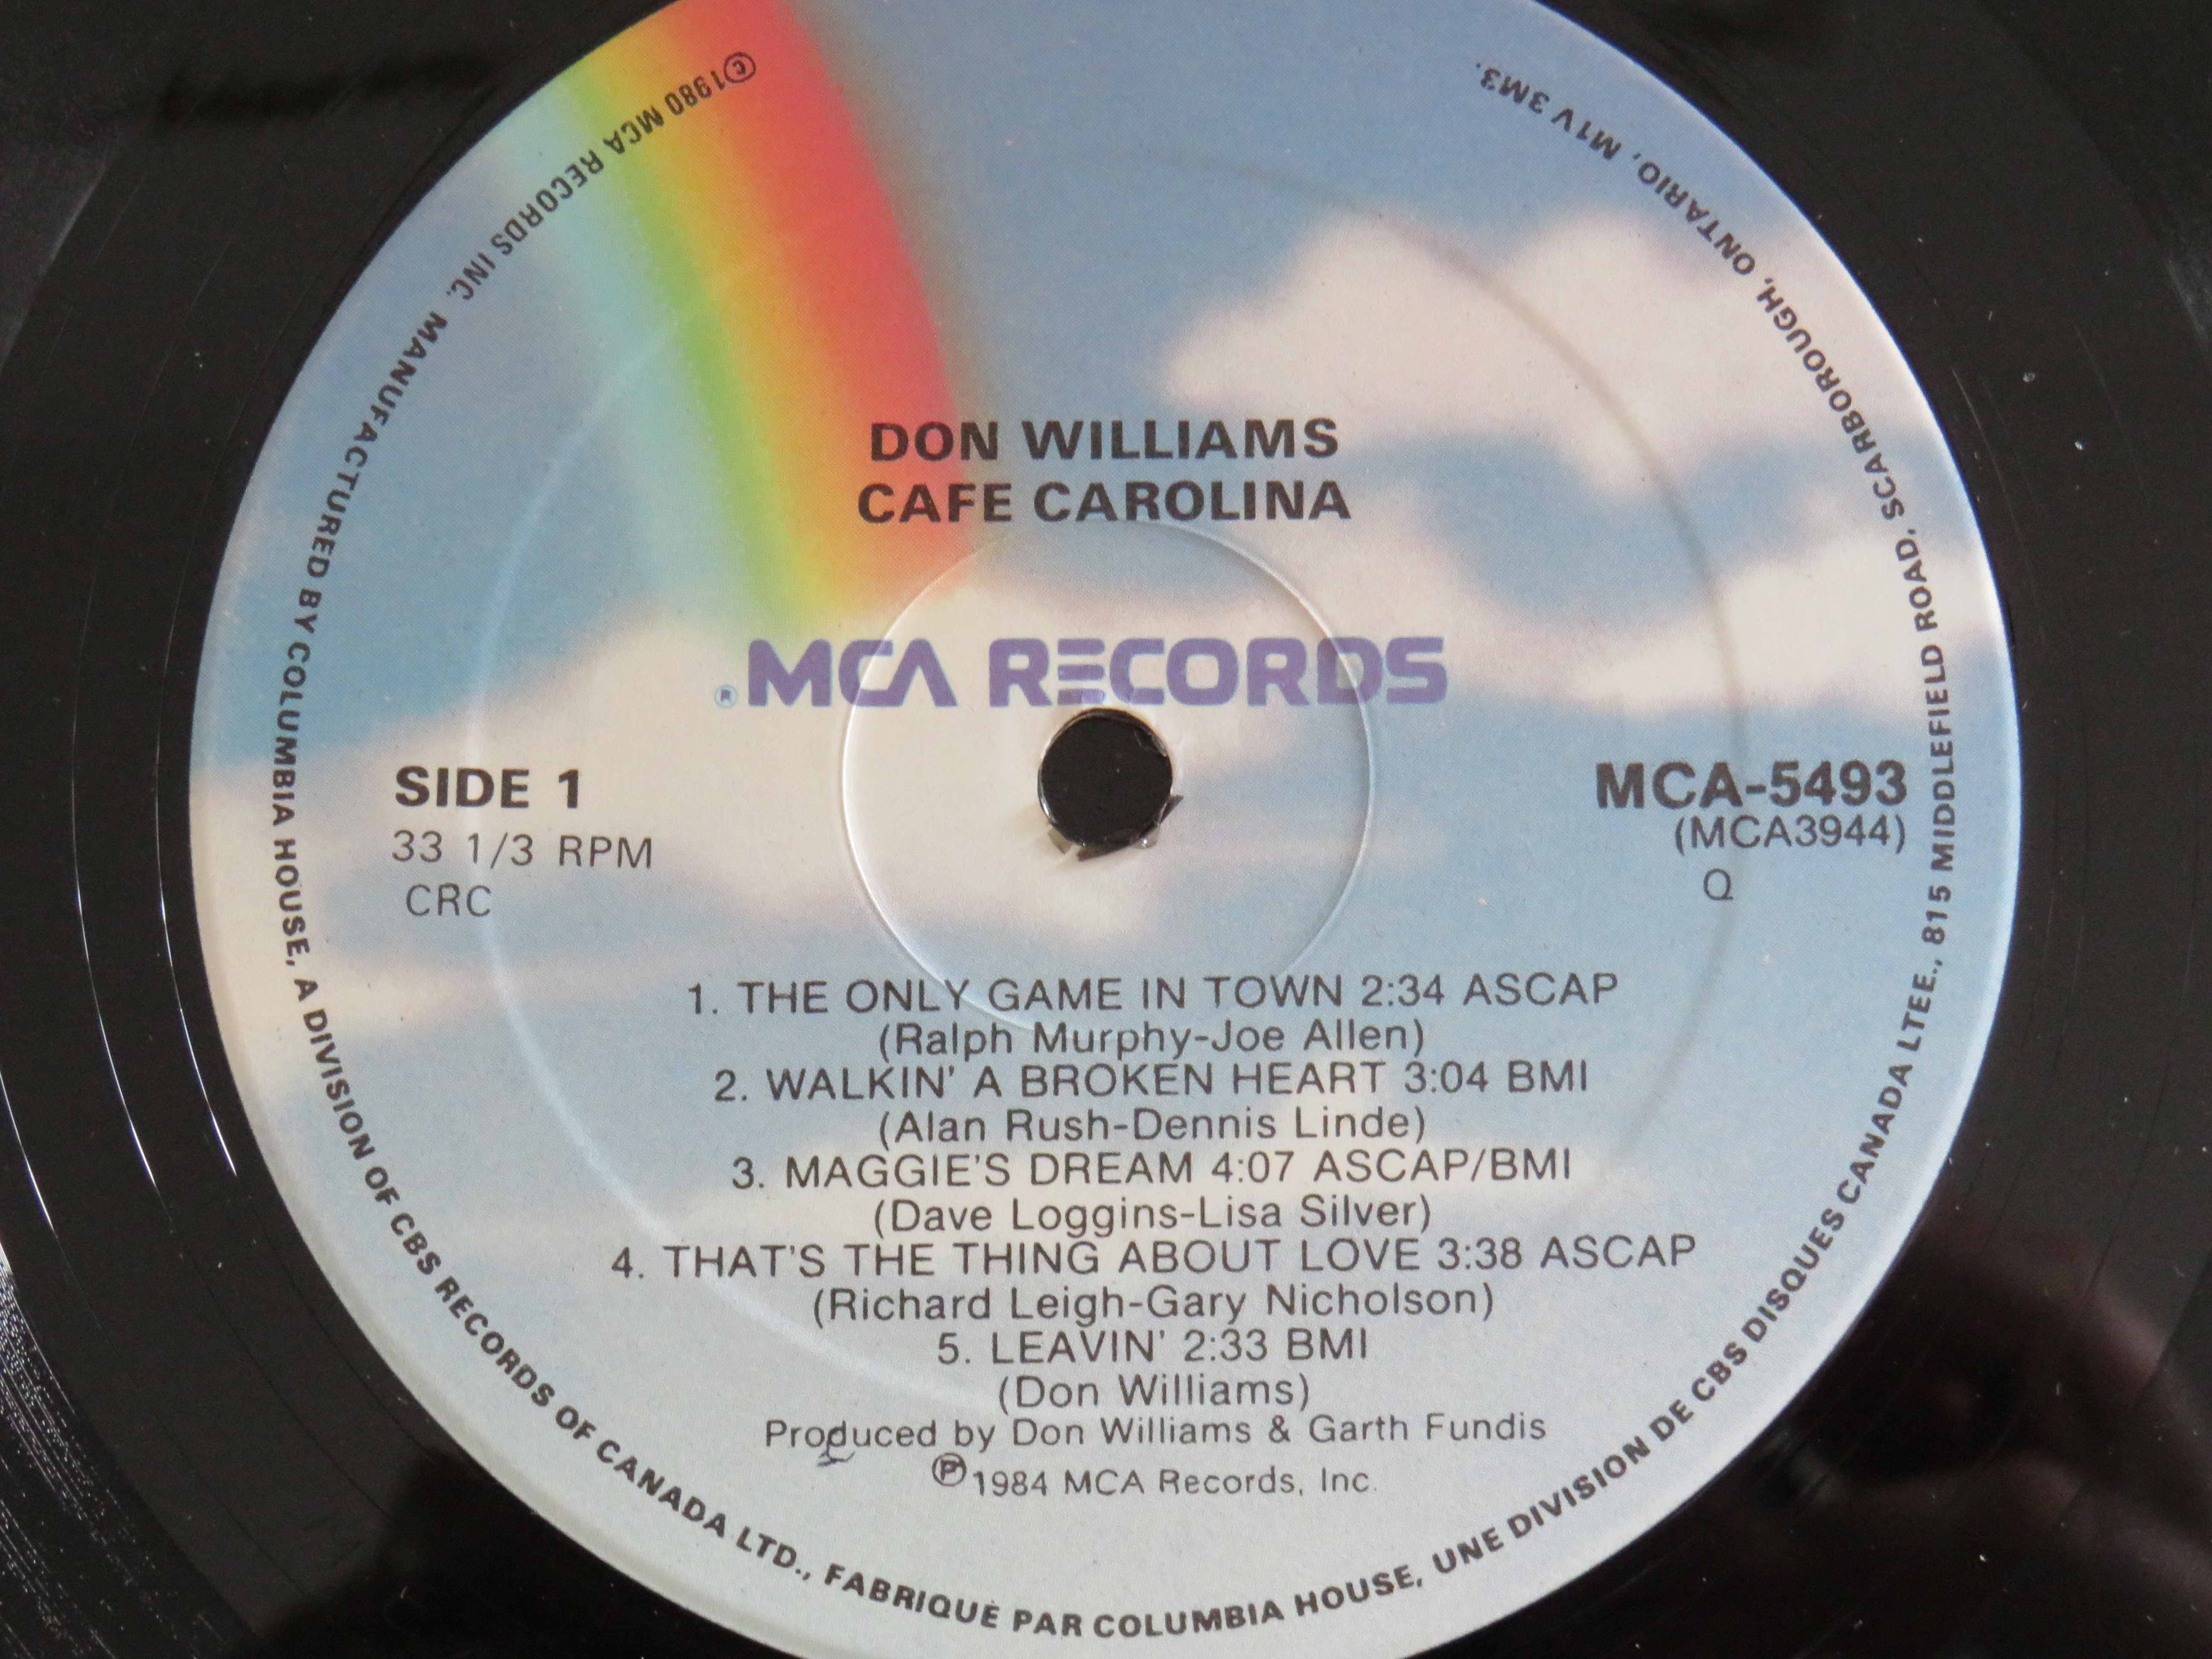 DON WILLIAMS
CAFE CAROLINA
® MCA RECORDS
SIDE 1
33 1/3 RPM
CRC
MCA-5493
(MCA3944)
Q
1. THE ONLY GAME IN TOWN 2:34 ASCAP
(Ralph Murphy-Joe Allen)
2. WALKIN' A BROKEN HEART 3:04 BMI
(Alan Rush-Dennis Linde)
3. MAGGIE'S DREAM 4:07 ASCAP/BMI
(Dave Loggins-Lisa Silver)
4. THAT'S THE THING ABOUT LOVE 3:38 ASCAP
(Richard Leigh-Gary Nicholson)
5. LEAVIN' 2:33 BMI
(Don Williams)
Produced by Don Williams & Garth Fundis
℗1984 MCA Records, Inc.
©1980 MCA RECORDS INC. MANUFACTURED BY COLUMBIA HOUSE, A DIVISION OF CBS RECORDS OF CANADA LTD., FABRIQUE PAR COLUMBIA HOUSE, UNE DIVISION DE CBS DISQUES CANADA LTEE., 815 MIDDLEFIELD ROAD, SCARBOROUGH, ONTARIO, M1V 3M3.